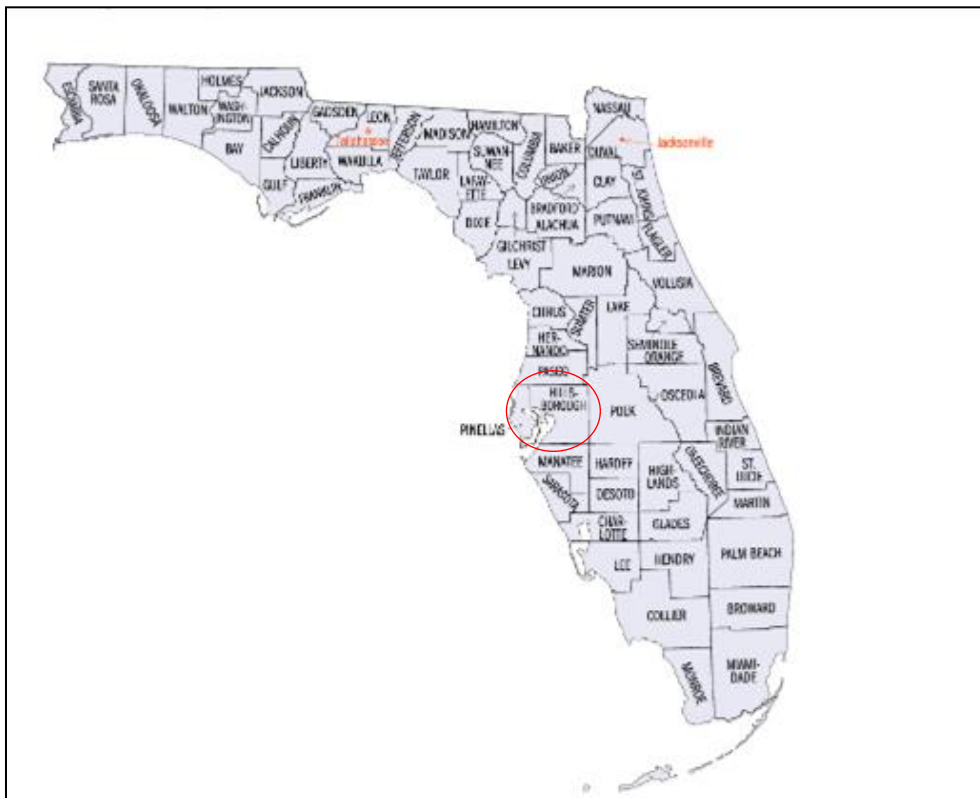 HOLMES
JACKSON
ESCAMBIA
SANTA
ROSA
OKALOOSA
WALTON
WASH-
INGTON
BAY
CALHOUN
GULF
LIBERTY
FRANKLIN
GADSDEN
LEON
Tallahassee
WAKULLA
JEFFERSON
MADISON
TAYLOR
HAMILTON
SUWAN-
NEE
LAFAY-
ETTE
DIXIE
COLUMBIA
BAKER
UNION
BRADFORD
ALACHUA
GILCHRIST
LEVY
NASSAU
DUVAL
Jacksonville
CLAY
ST. JOHNS
PUTNAM
FLAGLER
MARION
VOLUSIA
CITRUS
SUMTER
LAKE
HER-
NANDO
SEMINOLE
ORANGE
PASCO
HILLS-
BOROUGH
PINELLAS
POLK
OSCEOLA
BREVARD
INDIAN
RIVER
MANATEE
HARDEE
HIGH-
LANDS
OKEECHOBEE
ST.
LUCIE
SARASOTA
DESOTO
MARTIN
CHAR-
LOTTE
GLADES
LEE
HENDRY
PALM BEACH
COLLIER
BROWARD
MONROE
MIAMI-
DADE